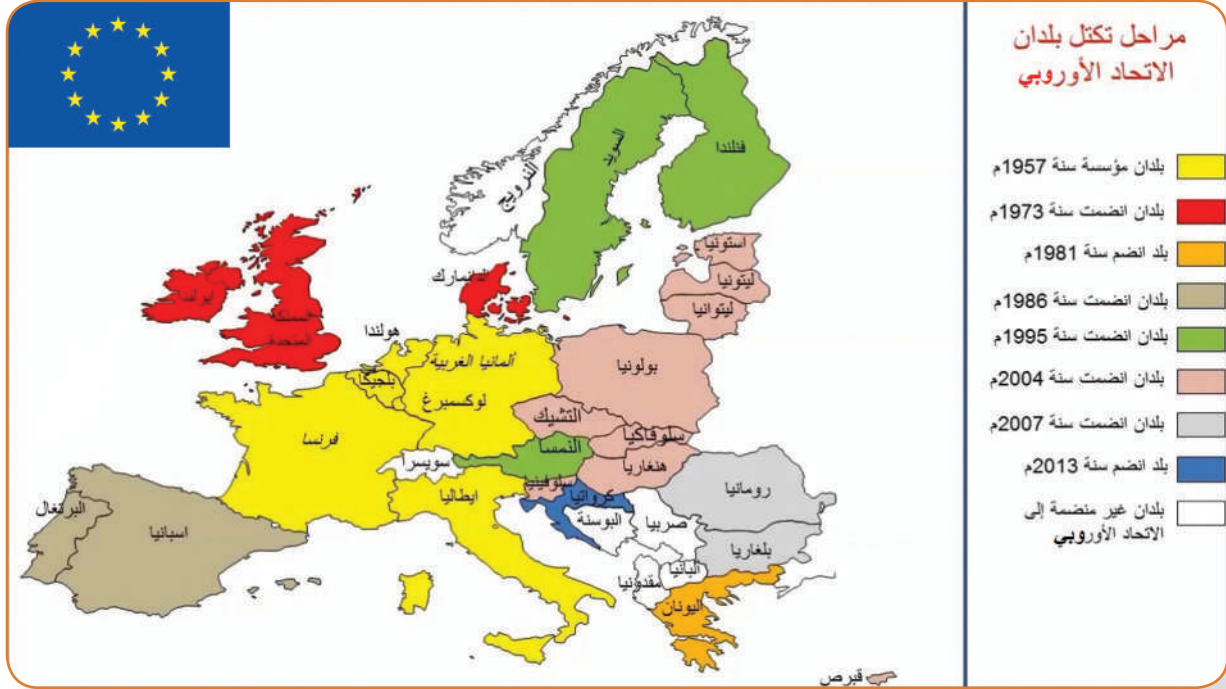 مراحل تكتل بلدان
الاتحاد الأوروبي
بلدان مؤسسة سنة 1957م
بلدان انضمت سنة 1973م
بلد انضم سنة 1981م
بلدان انضمت سنة 1986م
بلدان انضمت سنة 1995م
بلدان انضمت سنة 2004م
بلدان انضمت سنة 2007م
بلد انضم سنة 2013م
بلدان غير منضمة إلى
الاتحاد الأوروبي
فنلندا
السويد
النرويج
استونيا
ليتونيا
ليتوانيا
الدانمارك
ايرلندا
المملكة
المتحدة
هولندا
بلجيكا
ألمانيا الغربية
لوكسمبرغ
بولونيا
التشيك
سلوفاكيا
النمسا
هنغاريا
فرنسا
سويسرا
ايطاليا
سلوفينيا
كرواتيا
البوسنة
صربيا
رومانيا
بلغاريا
ألبانيا
مقدونيا
اليونان
البرتغال
اسبانيا
قبرص